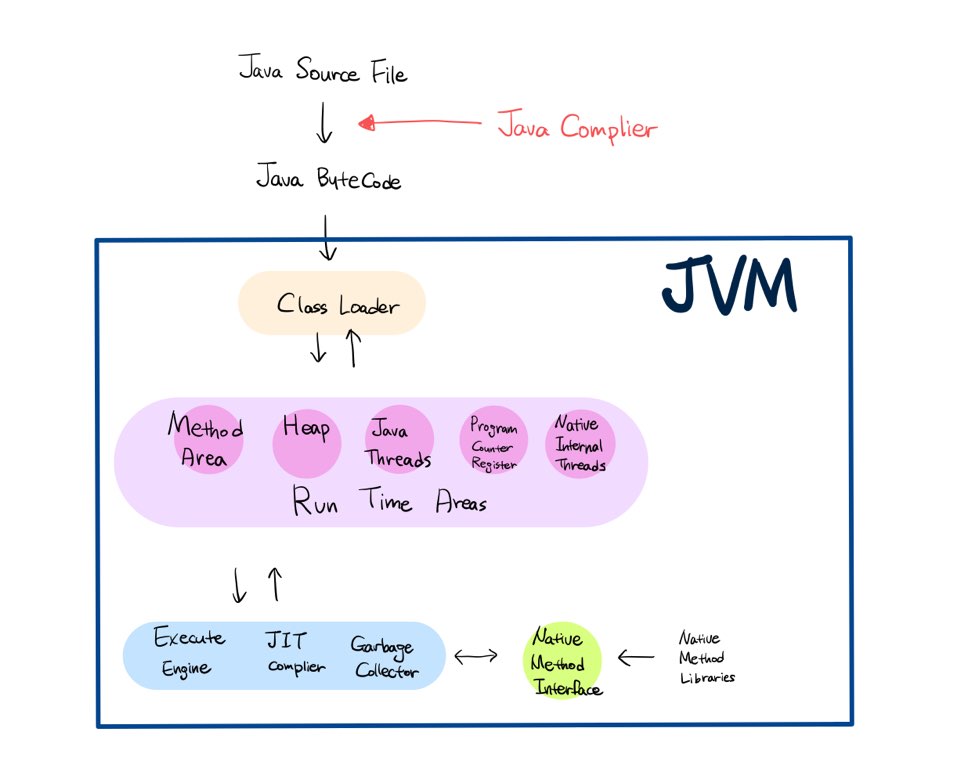 Java Source File
Java Complier
Java ByteCode
JVM
Class Loader
Method
Area
Heap
Java
Threads
Program
Counter
Register
Native
Internal
Threads
Run Time Areas
Execute
Engine
JIT
Complier
Garbage
Collector
Native
Method
Interface
Native
Method
Libraries